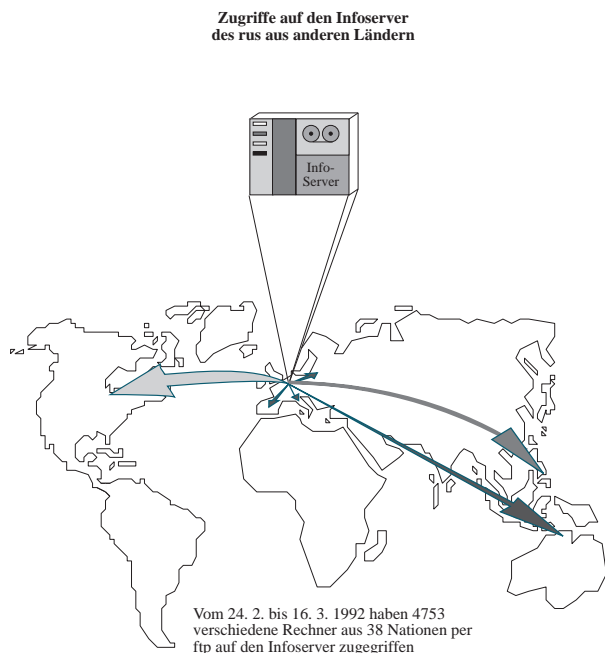 Zugriffe auf den Infoserver
des rus aus anderen Ländern
Info-
Server
Vom 24. 2. bis 16. 3. 1992 haben 4753
verschiedene Rechner aus 38 Nationen per
ftp auf den Infoserver zugegriffen